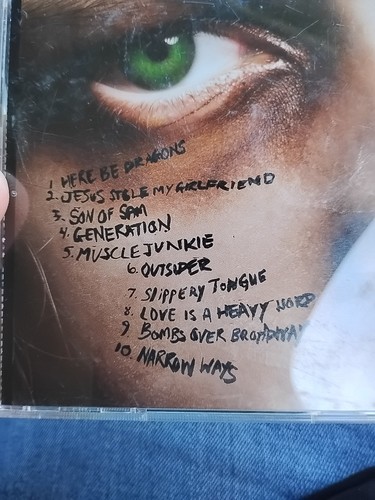 1 HERE BE DRAGONS
2. JESUS STOLE MY GIRLFRIEND
3. SON OF SAM
4. GENERATION
5. MUSCLE JUNKIE
6. OUTSIDER
7. SLIPPERY TONGUE
8. LOVE IS A HEAVY WORD
9 BOMBS OVER BROADWAY
10. NARROW WAYS